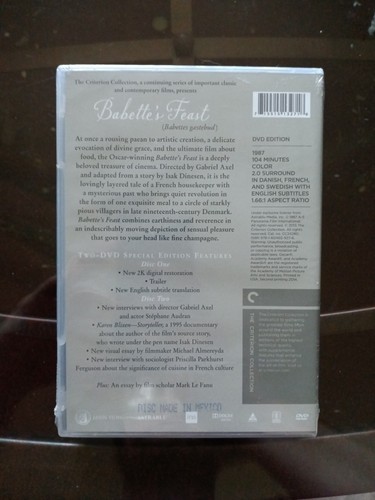 The Criterion Collection, a continuing series of important classic
and contemporary films, presents
Babette's Feast
(Babettes gæstebud)
At once a rousing paean to artistic creation, a delicate
evocation of divine grace, and the ultimate film about
food, the Oscar-winning Babette's Feast is a deeply
beloved treasure of cinema. Directed by Gabriel Axel
and adapted from a story by Isak Dinesen, it is the
lovingly layered tale of a French housekeeper with
a mysterious past who brings quiet revolution in the
form of one exquisite meal to a circle of starkly
pious villagers in late nineteenth-century Denmark.
Babette's Feast combines earthiness and reverence in
an indescribably moving depiction of sensual pleasure
that goes to your head like fine champagne.
Two-DVD Special Edition Features
Disc One
• New 2K digital restoration
• Trailer
• New English subtitle translation
Disc Two
• New interviews with director Gabriel Axel
and actor Stéphane Audran
• Karen Blixen—Storyteller, a 1995 documentary
about the author of the film's source story,
who wrote under the pen name Isak Dinesen
• New visual essay by filmmaker Michael Almereyda
• New interview with sociologist Priscilla Parkhurst
Ferguson about the significance of cuisine in French culture
Plus: An essay by film scholar Mark Le Fanu
DISC MADE IN MEXICO
DVD EDITION
1987
104 MINUTES
COLOR
2.0 SURROUND
IN DANISH, FRENCH,
AND SWEDISH WITH
ENGLISH SUBTITLES
1.66:1 ASPECT RATIO
THE CRITERION COLLECTION